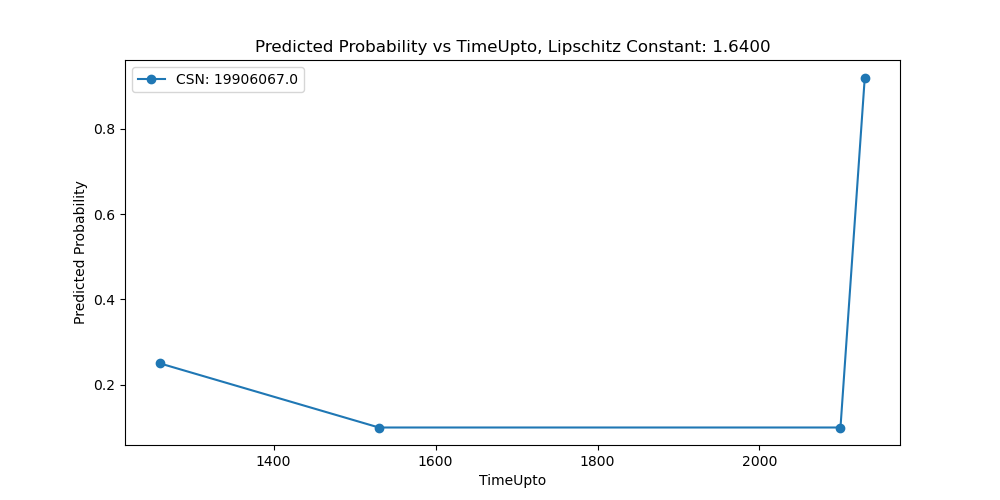 Predicted Probability vs TimeUpto, Lipschitz Constant: 1.6400
CSN: 19906067.0
Predicted Probability
0.8
0.6
0.4
0.2
1400 1600 1800 2000
TimeUpto